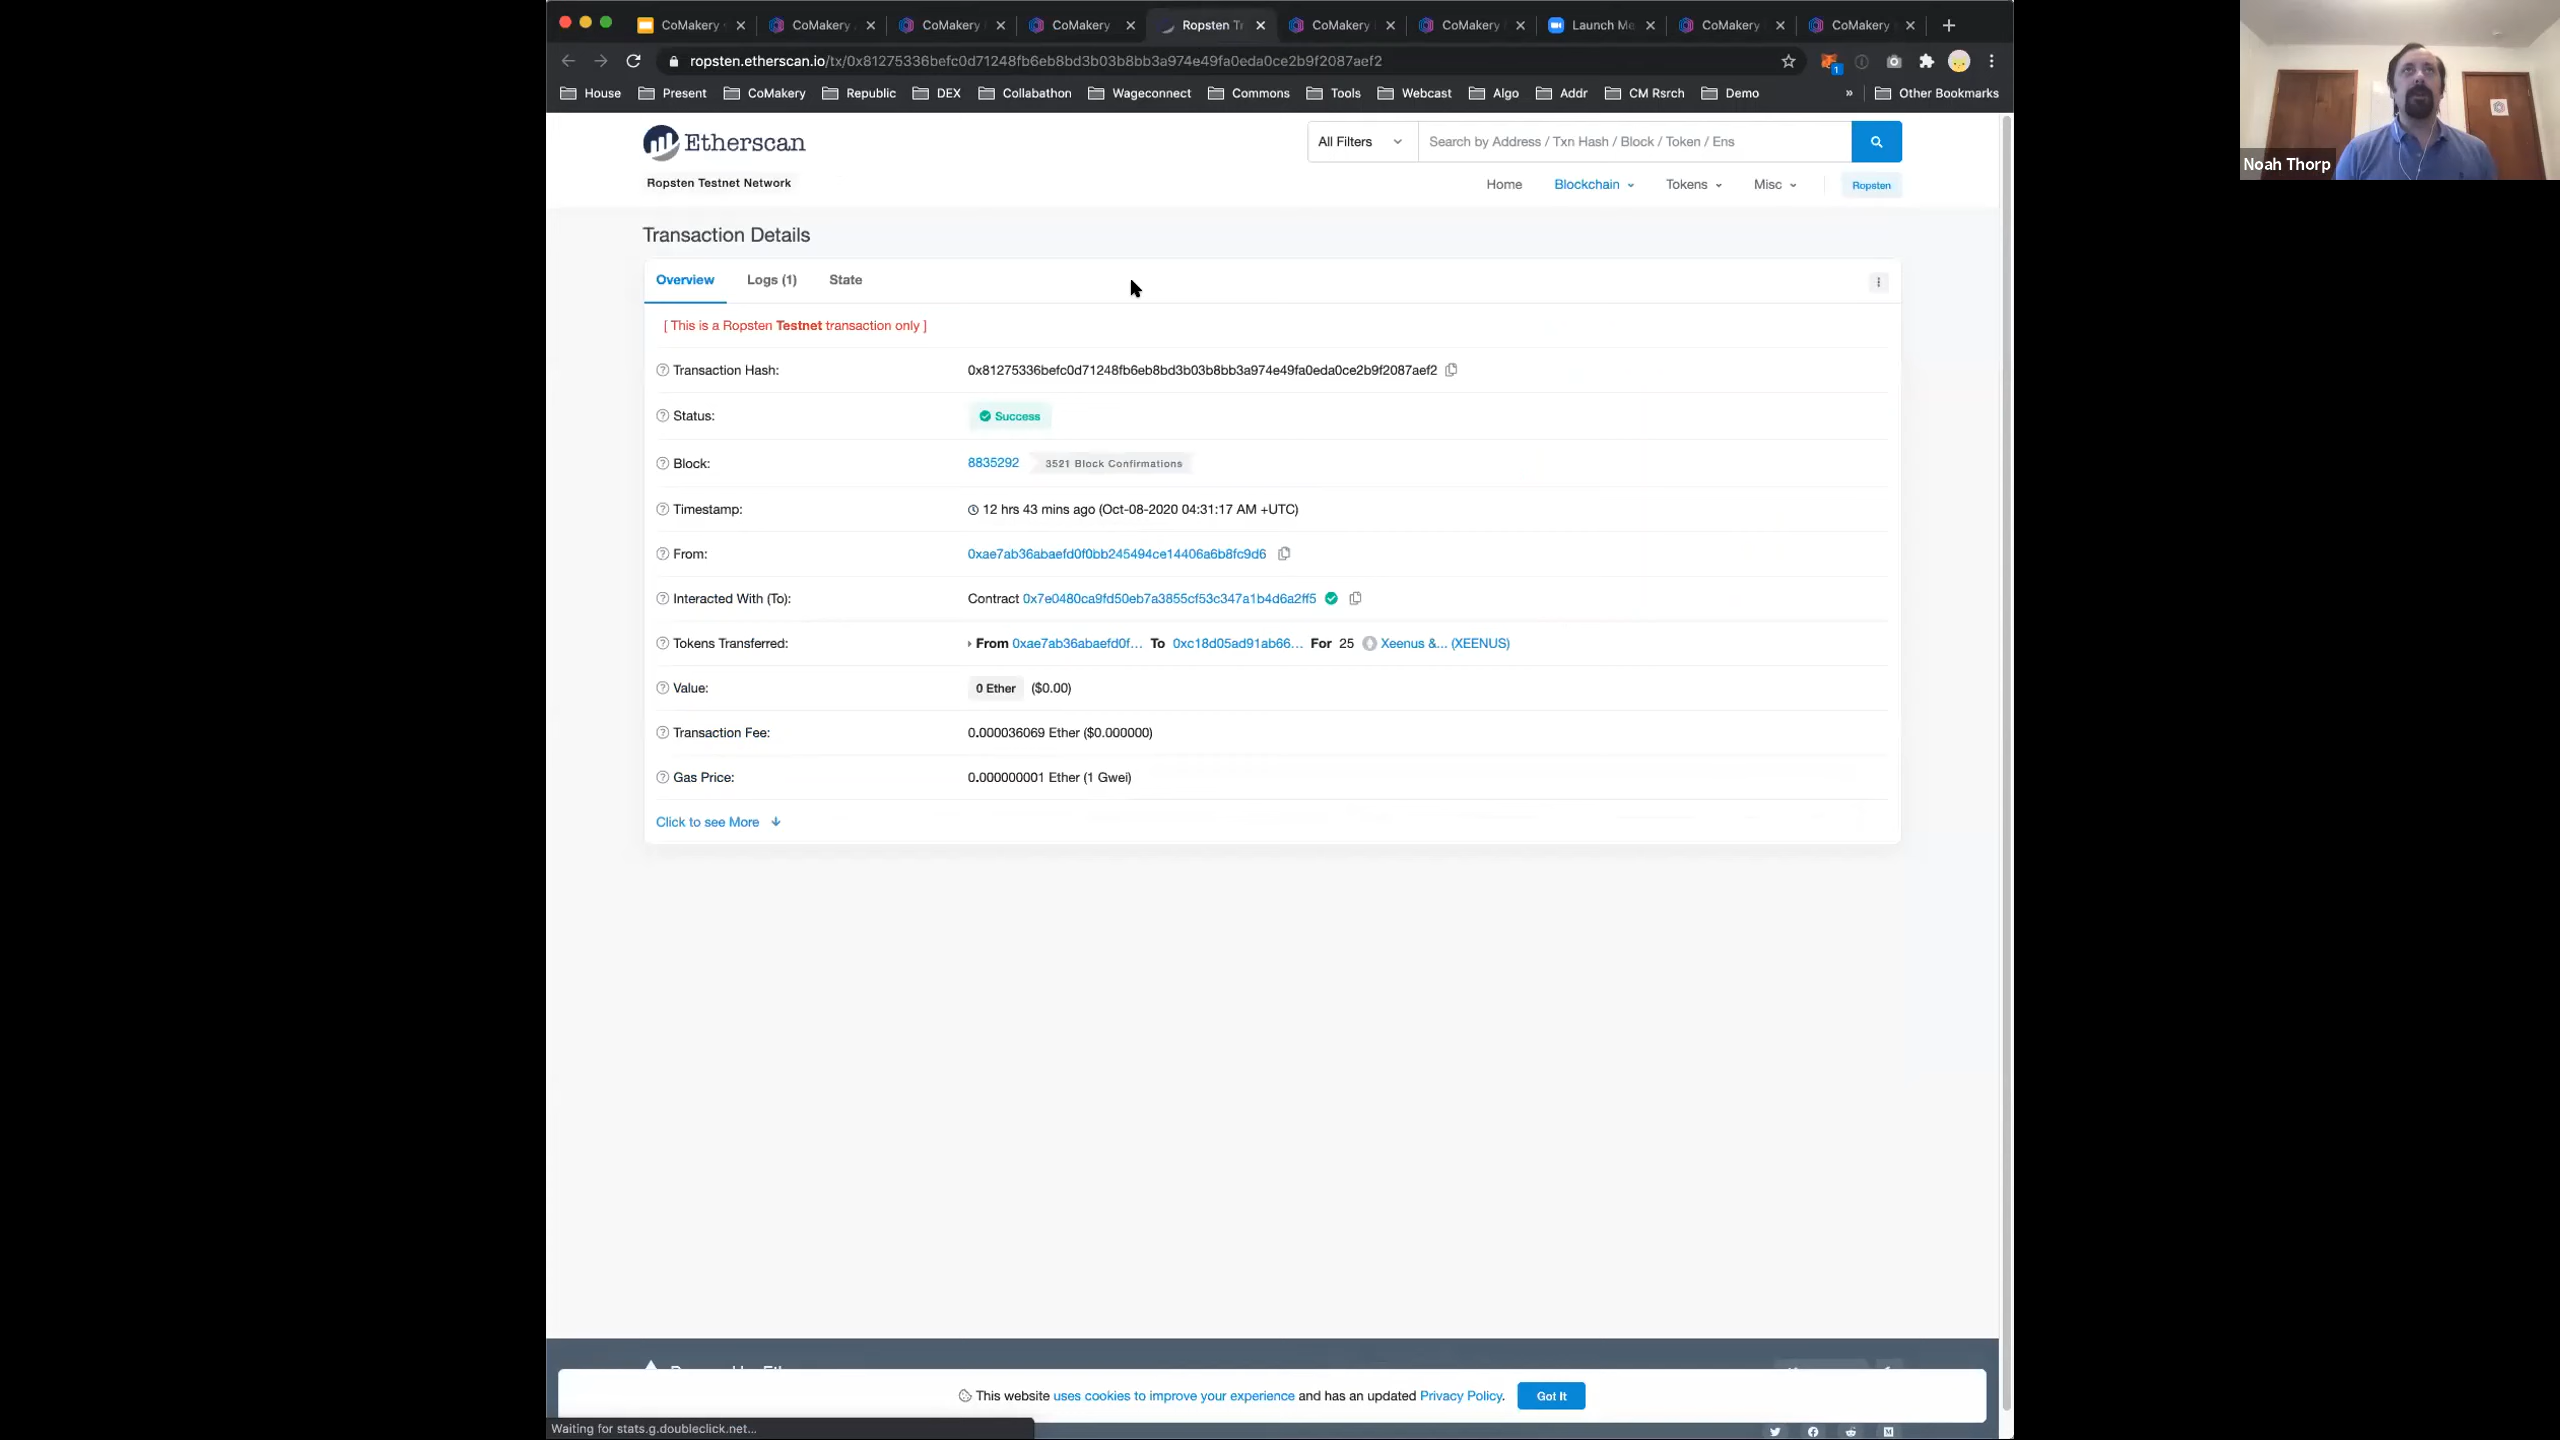 CoMakery
CoMakery
CoMakery
CoMakery
Ropsten T
CoMakery
CoMakery
Launch Me
CoMakery
CoMakery
ropsten.etherscan.io/tx/0x81275336befc0d71248fb6eb8bd3b03b8bb3a974e49fa0eda0ce2b9f2087aef2
1
House Present CoMakery Republic DEX Collabathon Wageconnect Commons Tools Webcast Algo Addr CM Rsrch Demo » Other Bookmarks
Etherscan
All Filters
Search by Address / Txn Hash / Block / Token / Ens
Noah Thorp
Ropsten Testnet Network
Home Blockchain Tokens Misc Ropsten
Transaction Details
Overview Logs (1) State
[ This is a Ropsten Testnet transaction only ]
Transaction Hash: 0x81275336befc0d71248fb6eb8bd3b03b8bb3a974e49fa0eda0ce2b9f2087aef2
Status: Success
Block: 8835292 3521 Block Confirmations
Timestamp: 12 hrs 43 mins ago (Oct-08-2020 04:31:17 AM +UTC)
From: 0xae7ab36abaefd0f0bb245494ce14406a6b8fc9d6
Interacted With (To): Contract 0x7e0480ca9fd50eb7a3855cf53c347a1b4d6a2ff5
Tokens Transferred: From 0xae7ab36abaefd0f... To 0xc18d05ad91ab66... For 25 Xeenus &... (XEENUS)
Value: 0 Ether ($0.00)
Transaction Fee: 0.000036069 Ether ($0.000000)
Gas Price: 0.000000001 Ether (1 Gwei)
Click to see More
This website uses cookies to improve your experience and has an updated Privacy Policy. Got It
Waiting for stats.g.doubleclick.net...